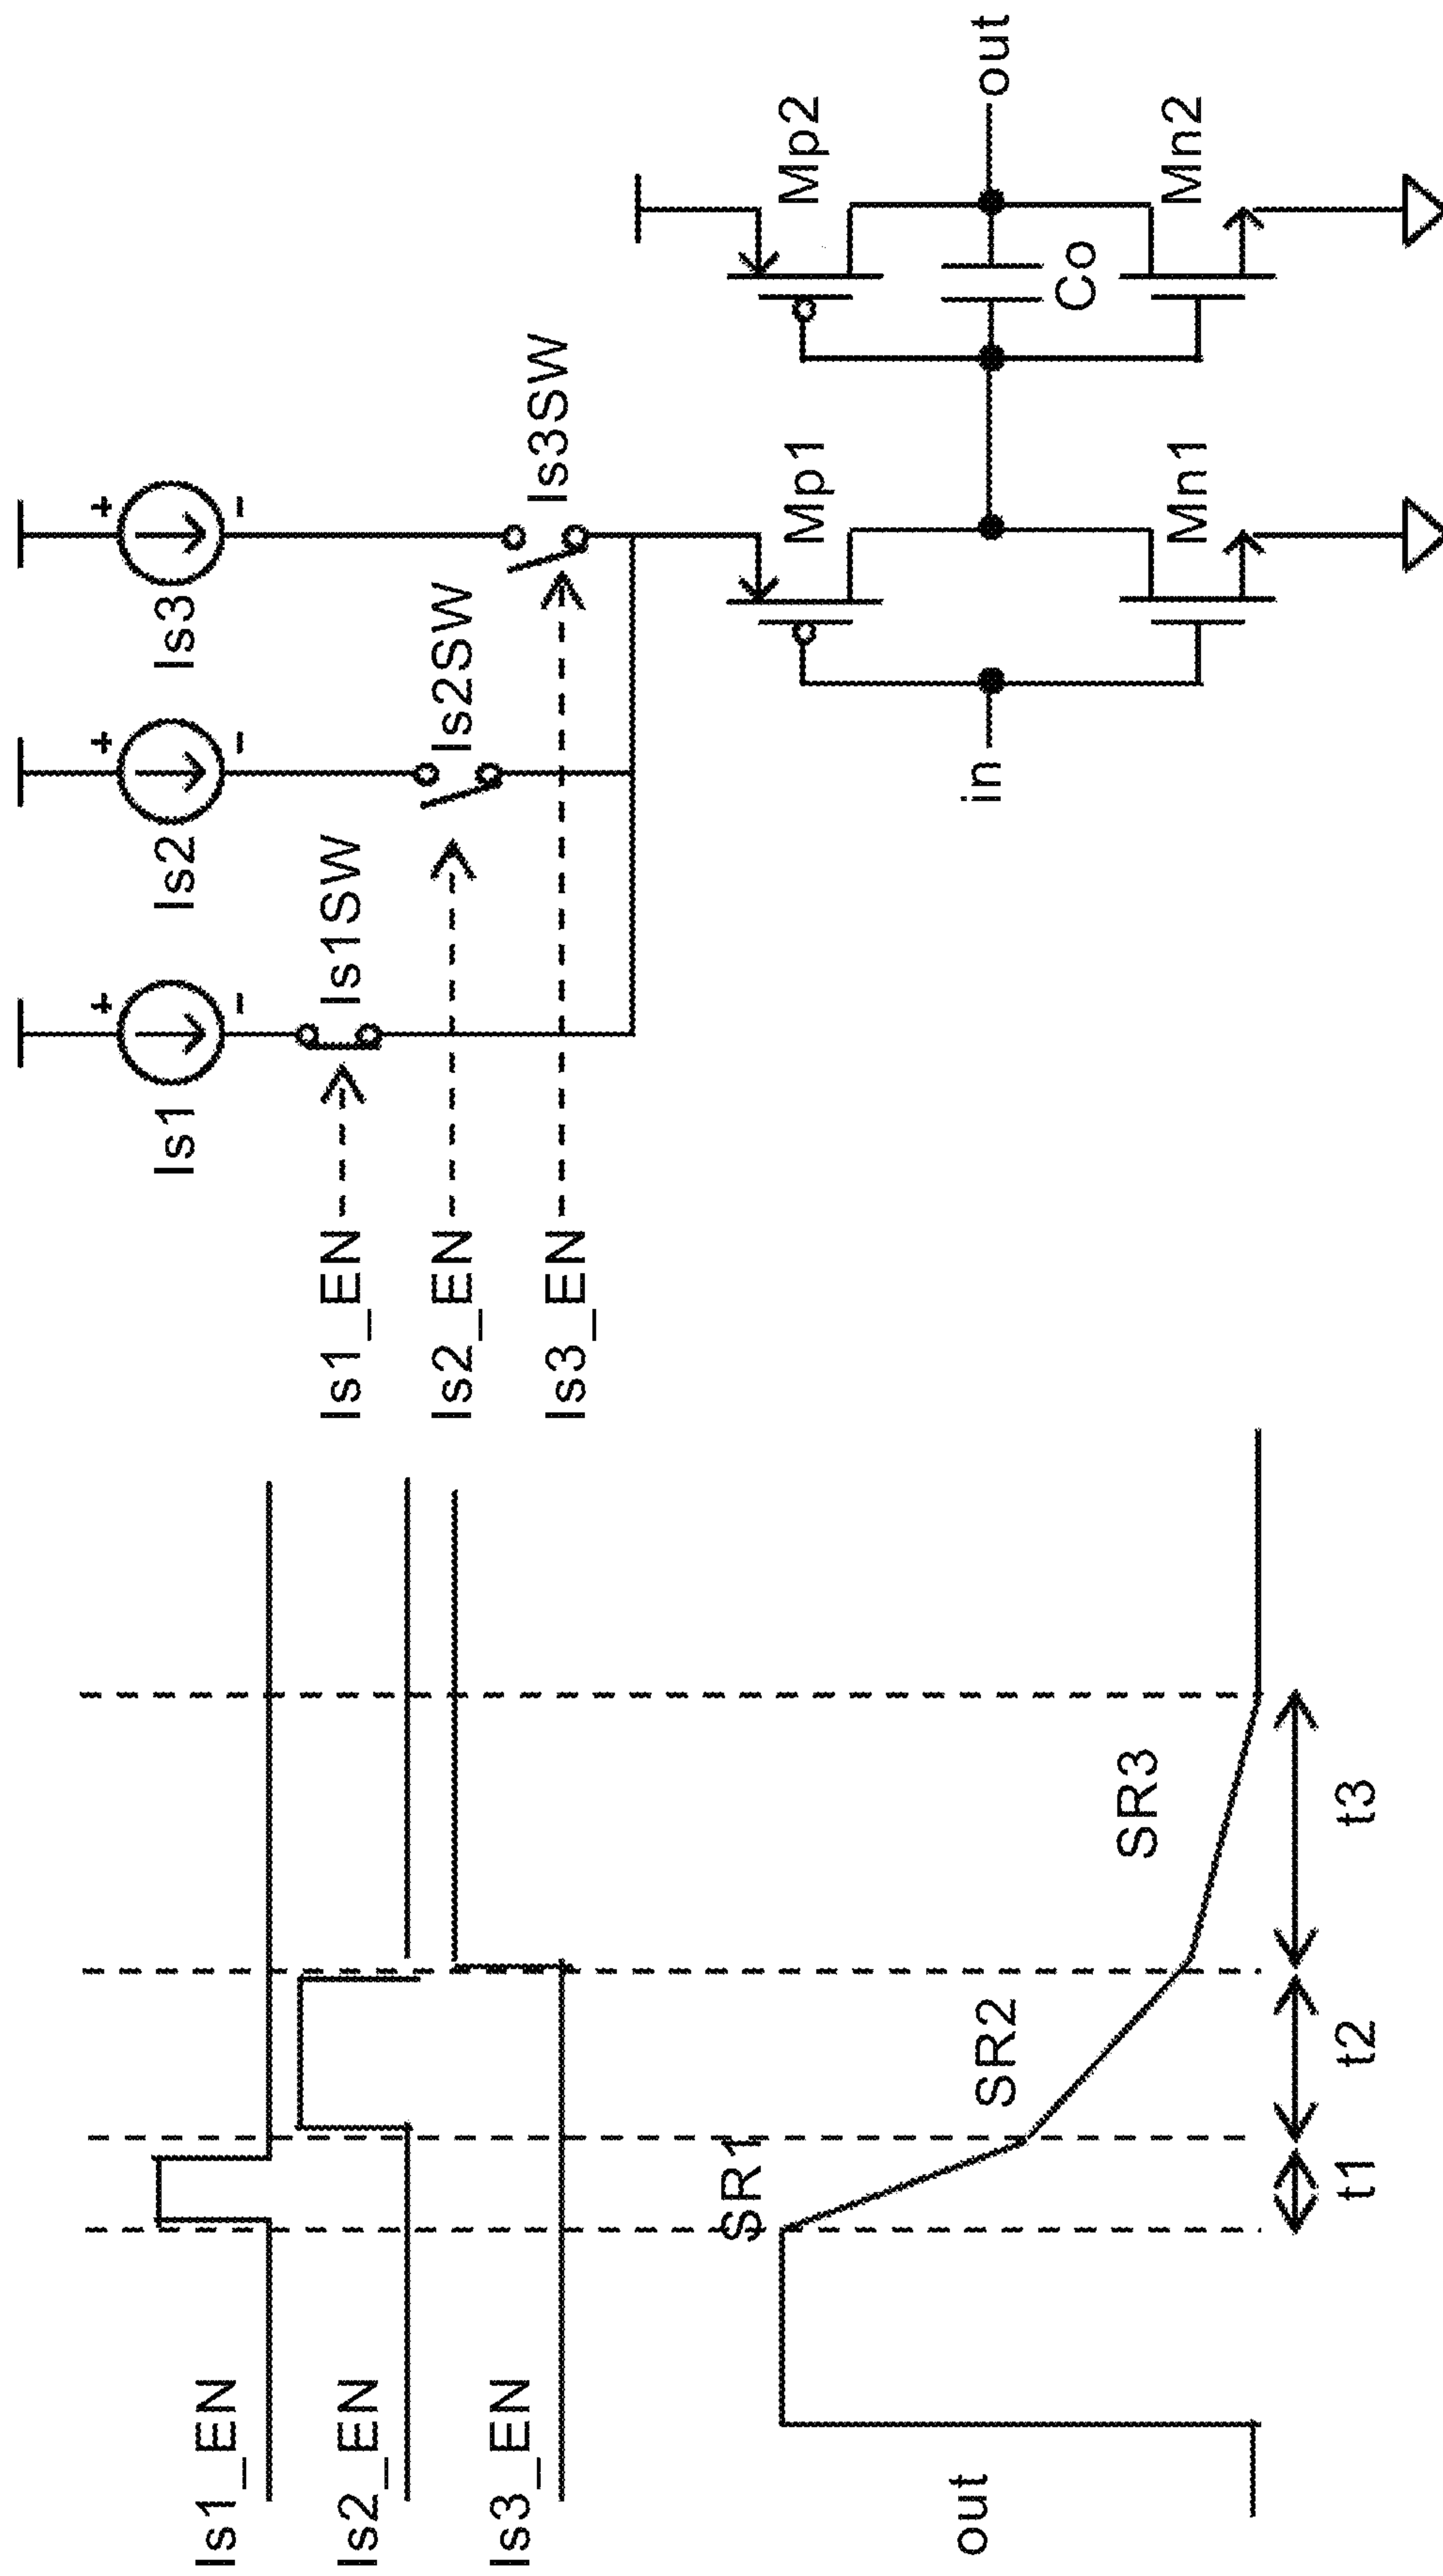 Is1_EN
Is2_EN
Is3_EN
out
SR1
SR2
SR3
t1
t2
t3
Is1
+
-
Is2
+
-
Is3
+
-
Is1SW
Is2SW
Is3SW
Is1_EN
Is2_EN
Is3_EN
in
Mp1
Mn1
Mp2
Co
Mn2
out